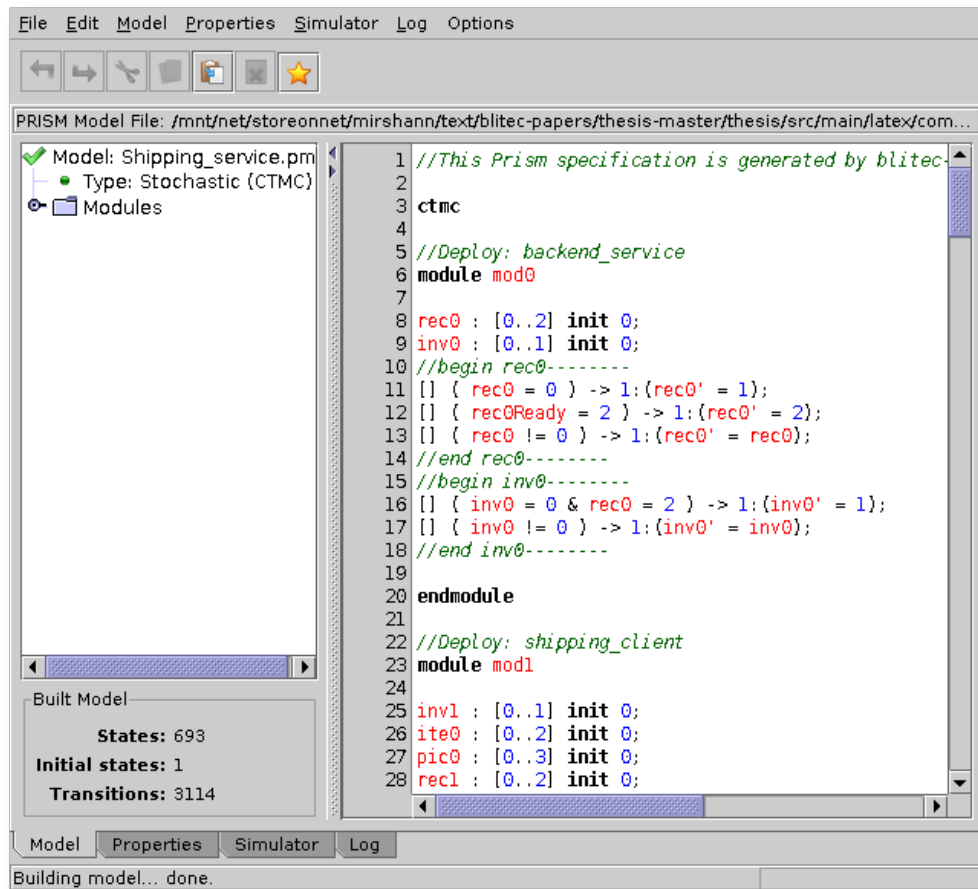 File Edit Model Properties Simulator Log Options
PRISM Model File: /mnt/net/storeonnet/mirshann/text/blitec-papers/thesis-master/thesis/src/main/latex/com...
Model: Shipping_service.pm
Type: Stochastic (CTMC)
Modules
Built Model
States: 693
Initial states: 1
Transitions: 3114
1 //This Prism specification is generated by blitec-
2
3 ctmc
4
5 //Deploy: backend_service
6 module mod0
7
8 rec0 : [0..2] init 0;
9 inv0 : [0..1] init 0;
10 //begin rec0--------
11 [] ( rec0 = 0 ) -> 1:(rec0' = 1);
12 [] ( rec0Ready = 2 ) -> 1:(rec0' = 2);
13 [] ( rec0 != 0 ) -> 1:(rec0' = rec0);
14 //end rec0--------
15 //begin inv0--------
16 [] ( inv0 = 0 & rec0 = 2 ) -> 1:(inv0' = 1);
17 [] ( inv0 != 0 ) -> 1:(inv0' = inv0);
18 //end inv0--------
19
20 endmodule
21
22 //Deploy: shipping_client
23 module mod1
24
25 inv1 : [0..1] init 0;
26 ite0 : [0..2] init 0;
27 pic0 : [0..3] init 0;
28 rec1 : [0..2] init 0;
Model Properties Simulator Log
Building model... done.